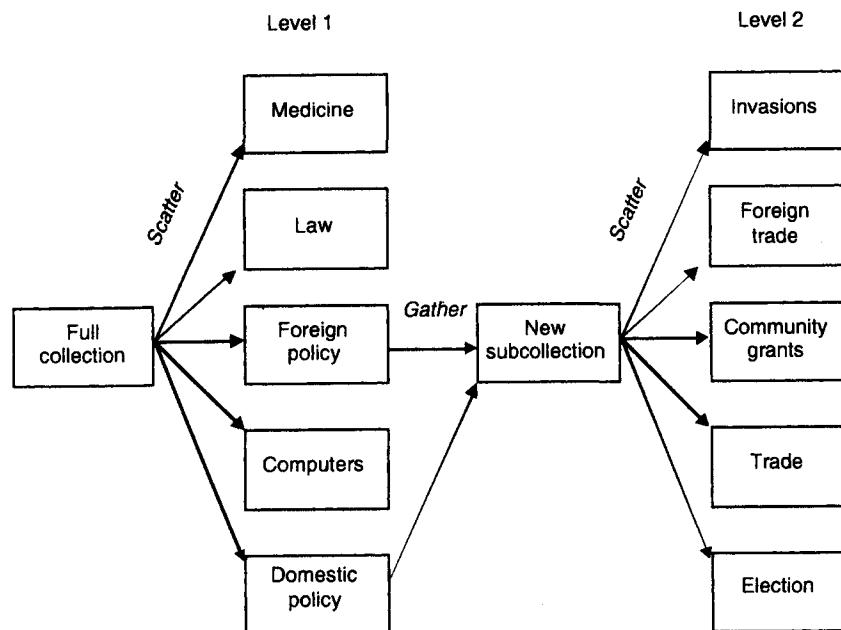 Level 1
Level 2
Medicine
Invasions
Scatter
Law
Scatter
Foreign
trade
Full
collection
Foreign
policy
Gather
New
subcollection
Community
grants
Computers
Trade
Domestic
policy
Election